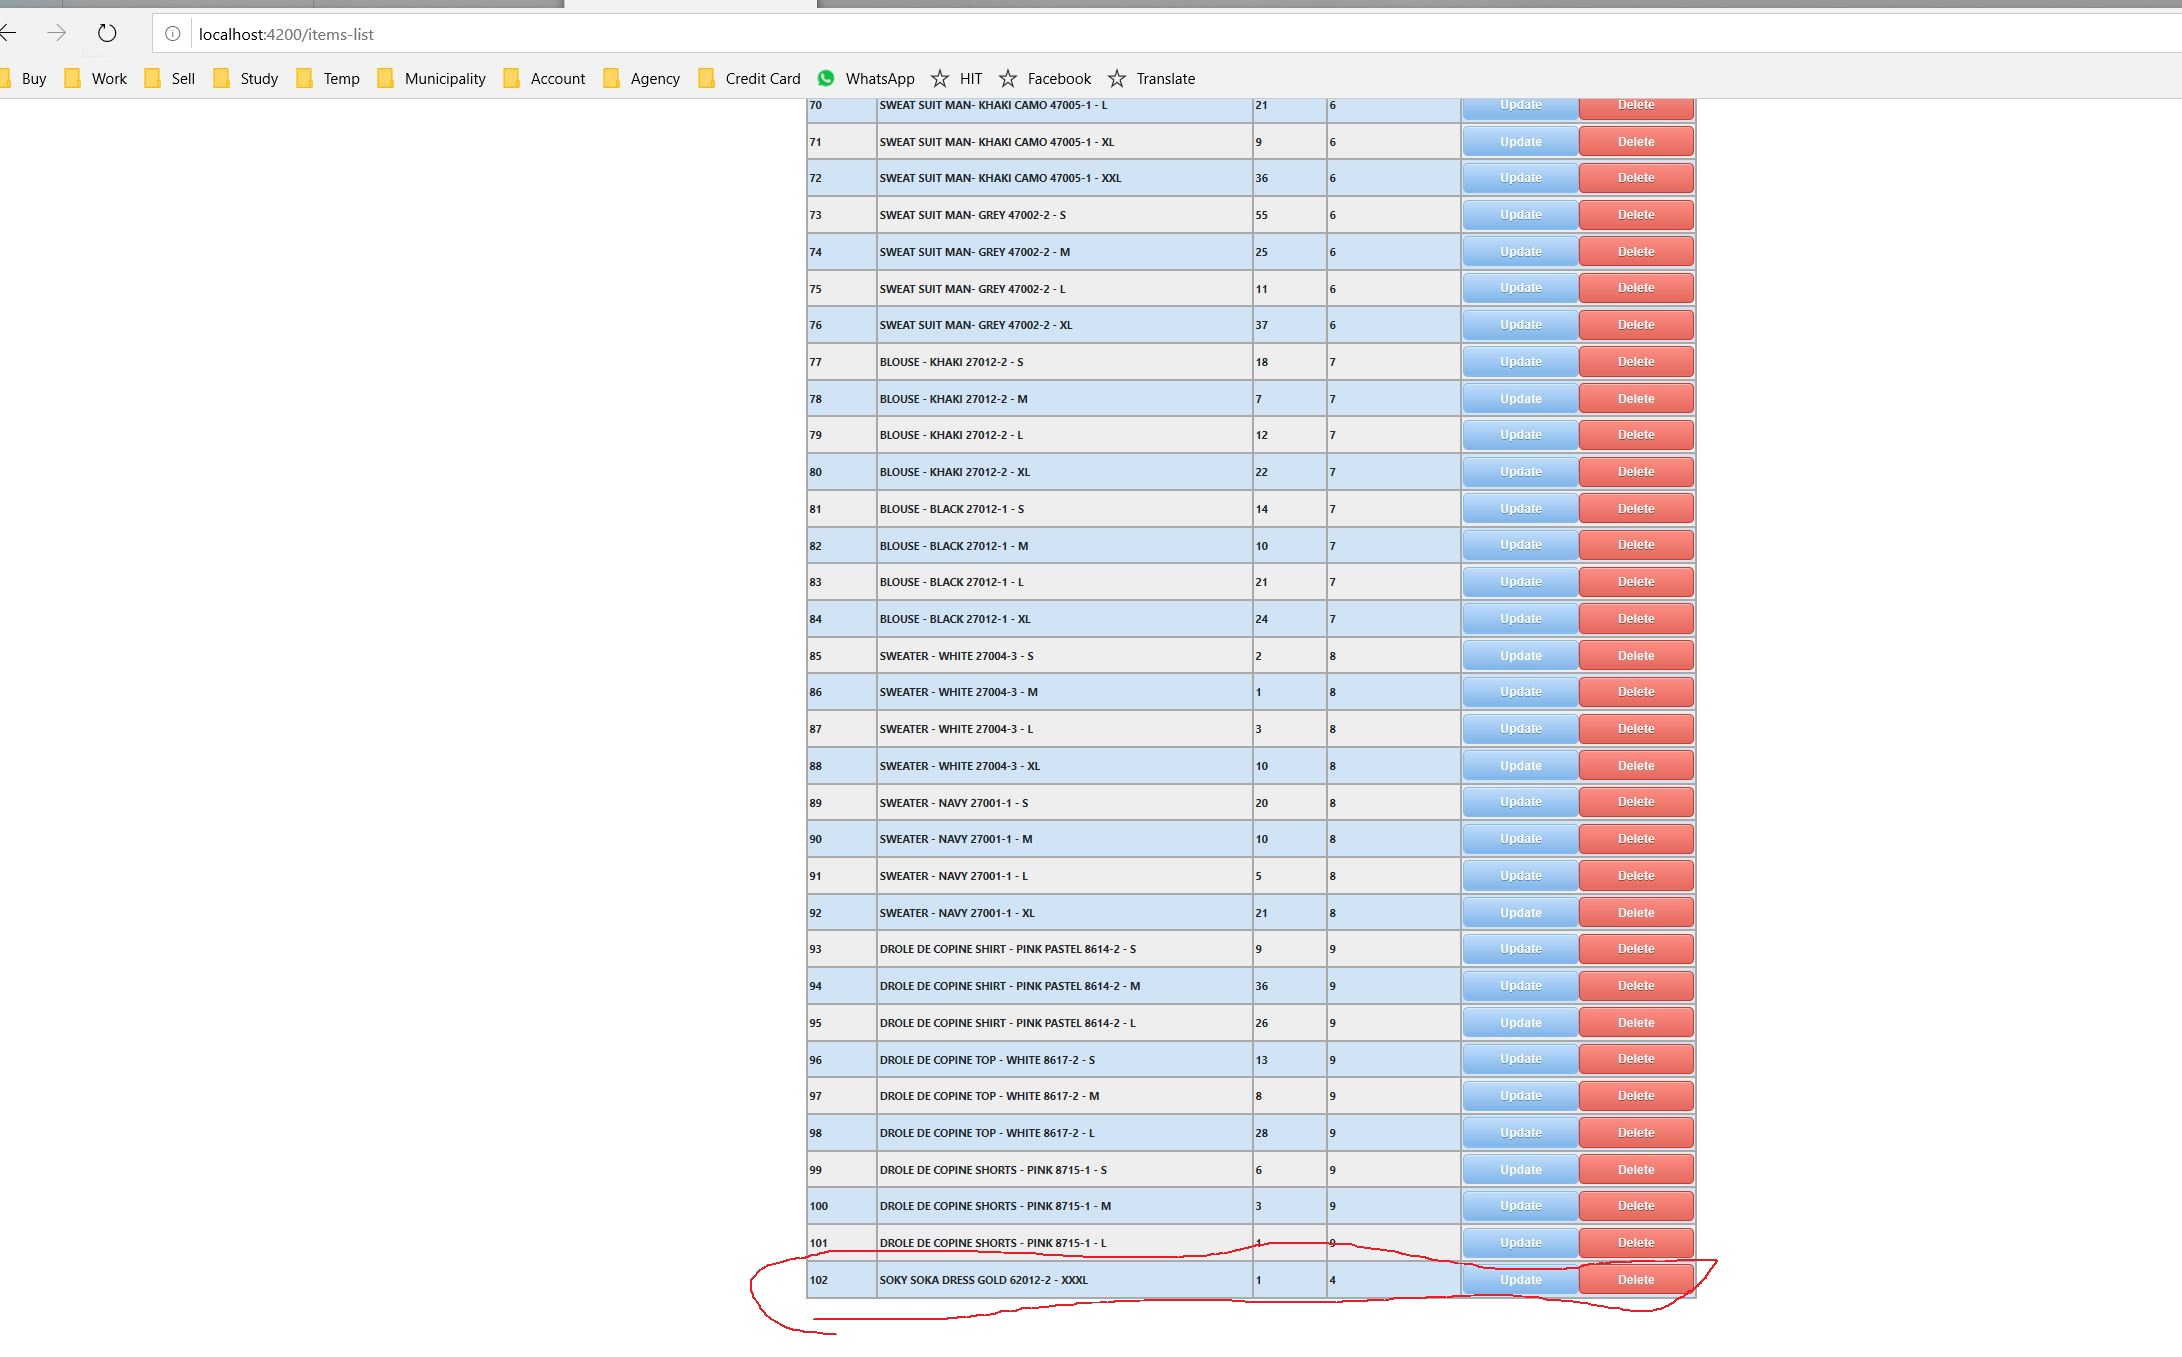 localhost:4200/items-list
Buy Work Sell Study Temp Municipality Account Agency Credit Card WhatsApp HIT Facebook Translate
70 SWEAT SUIT MAN- KHAKI CAMO 47005-1 - L 21 6 Update Delete
71 SWEAT SUIT MAN- KHAKI CAMO 47005-1 - XL 9 6 Update Delete
72 SWEAT SUIT MAN- KHAKI CAMO 47005-1 - XXL 36 6 Update Delete
73 SWEAT SUIT MAN- GREY 47002-2 - S 55 6 Update Delete
74 SWEAT SUIT MAN- GREY 47002-2 - M 25 6 Update Delete
75 SWEAT SUIT MAN- GREY 47002-2 - L 11 6 Update Delete
76 SWEAT SUIT MAN- GREY 47002-2 - XL 37 6 Update Delete
77 BLOUSE - KHAKI 27012-2 - S 18 7 Update Delete
78 BLOUSE - KHAKI 27012-2 - M 7 7 Update Delete
79 BLOUSE - KHAKI 27012-2 - L 12 7 Update Delete
80 BLOUSE - KHAKI 27012-2 - XL 22 7 Update Delete
81 BLOUSE - BLACK 27012-1 - S 14 7 Update Delete
82 BLOUSE - BLACK 27012-1 - M 10 7 Update Delete
83 BLOUSE - BLACK 27012-1 - L 21 7 Update Delete
84 BLOUSE - BLACK 27012-1 - XL 24 7 Update Delete
85 SWEATER - WHITE 27004-3 - S 2 8 Update Delete
86 SWEATER - WHITE 27004-3 - M 1 8 Update Delete
87 SWEATER - WHITE 27004-3 - L 3 8 Update Delete
88 SWEATER - WHITE 27004-3 - XL 10 8 Update Delete
89 SWEATER - NAVY 27001-1 - S 20 8 Update Delete
90 SWEATER - NAVY 27001-1 - M 10 8 Update Delete
91 SWEATER - NAVY 27001-1 - L 5 8 Update Delete
92 SWEATER - NAVY 27001-1 - XL 21 8 Update Delete
93 DROLE DE COPINE SHIRT - PINK PASTEL 8614-2 - S 9 9 Update Delete
94 DROLE DE COPINE SHIRT - PINK PASTEL 8614-2 - M 36 9 Update Delete
95 DROLE DE COPINE SHIRT - PINK PASTEL 8614-2 - L 26 9 Update Delete
96 DROLE DE COPINE TOP - WHITE 8617-2 - S 13 9 Update Delete
97 DROLE DE COPINE TOP - WHITE 8617-2 - M 8 9 Update Delete
98 DROLE DE COPINE TOP - WHITE 8617-2 - L 28 9 Update Delete
99 DROLE DE COPINE SHORTS - PINK 8715-1 - S 6 9 Update Delete
100 DROLE DE COPINE SHORTS - PINK 8715-1 - M 3 9 Update Delete
101 DROLE DE COPINE SHORTS - PINK 8715-1 - L 1 9 Update Delete
102 SOKY SOKA DRESS GOLD 62012-2 - XXXL 1 4 Update Delete